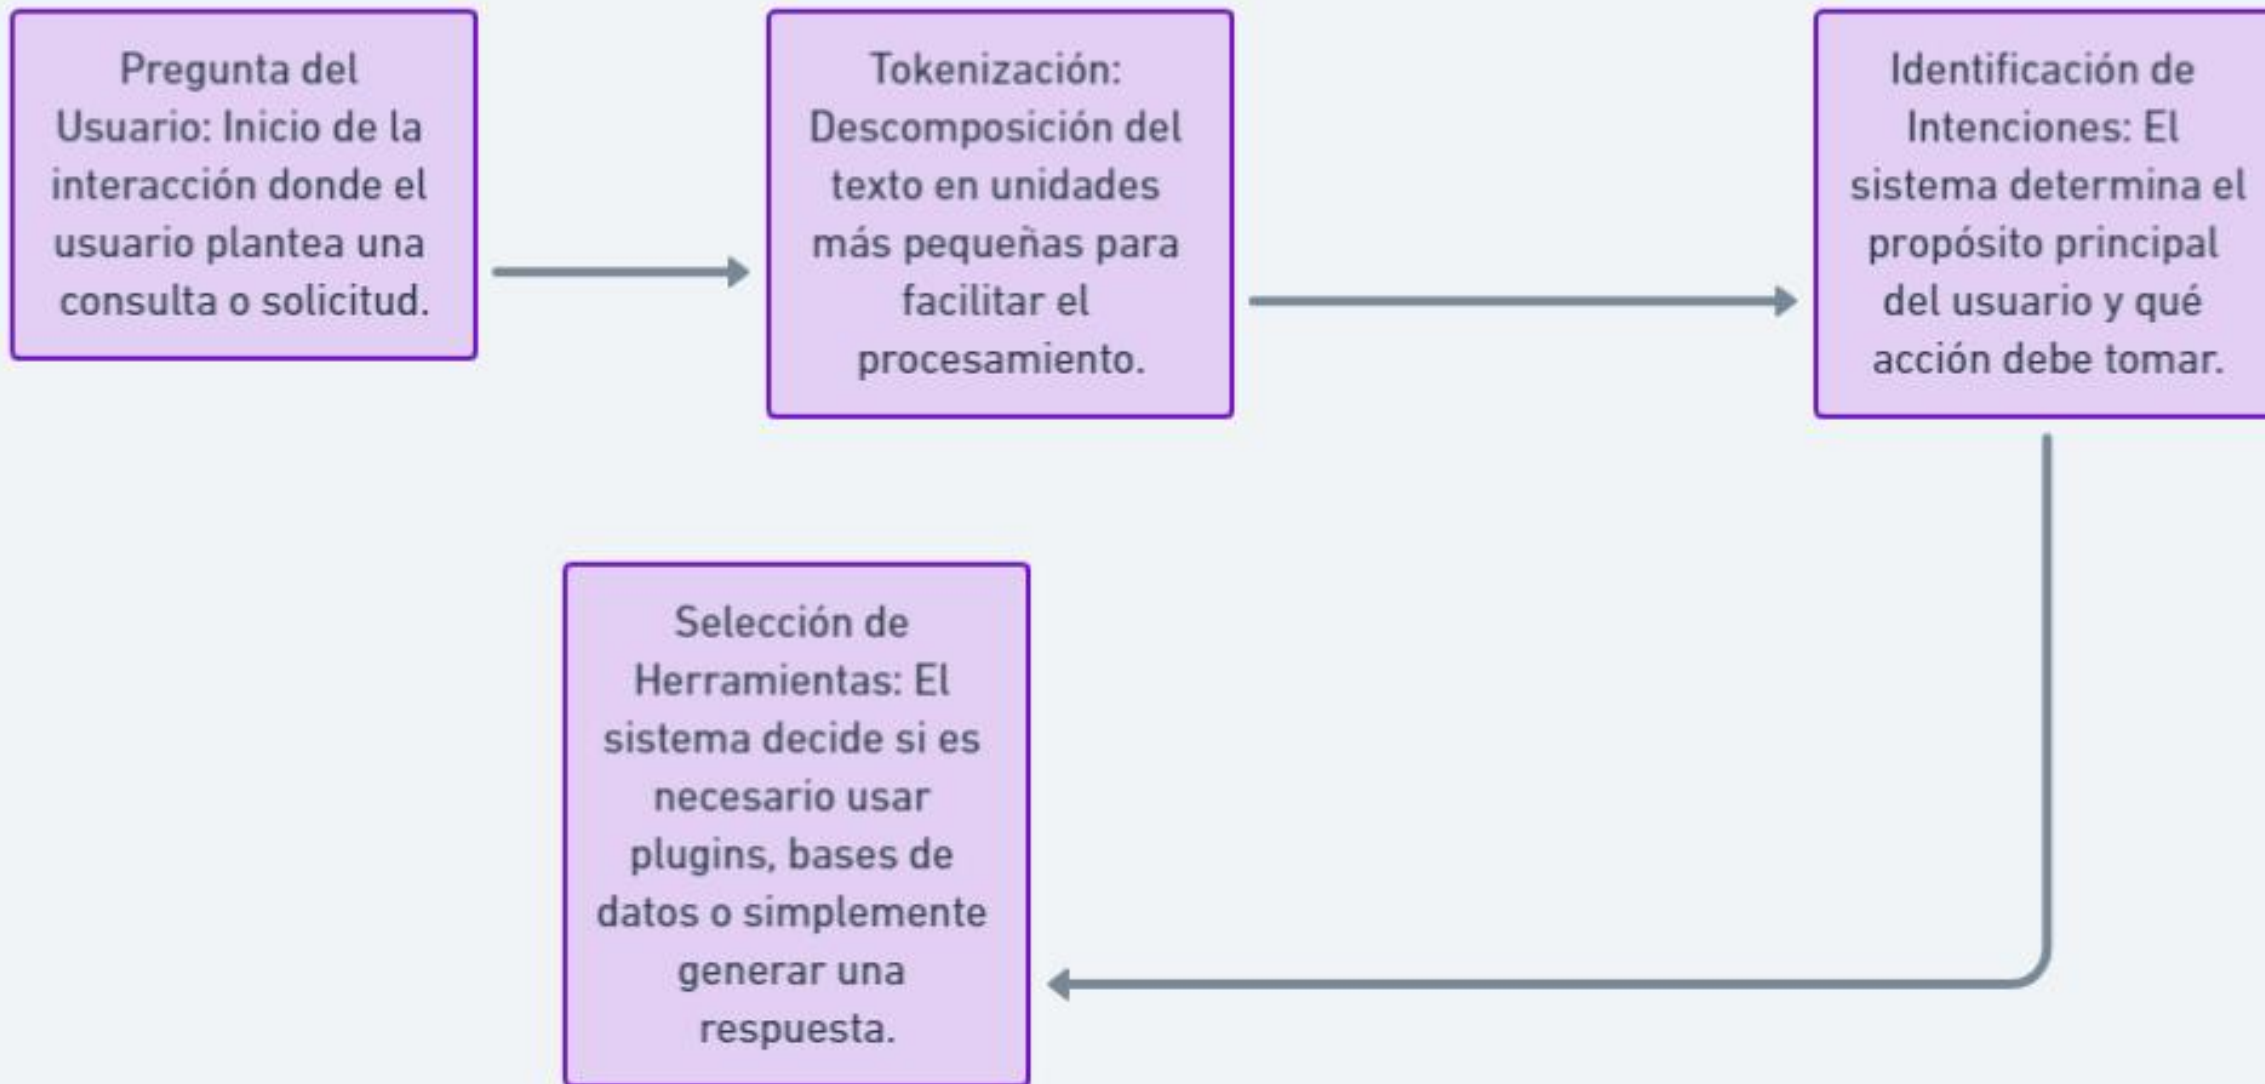 Pregunta del
Usuario: Inicio de la
interacción donde el
usuario plantea una
consulta o solicitud.
Tokenización:
Descomposición del
texto en unidades
más pequeñas para
facilitar el
procesamiento.
Identificación de
Intenciones: El
sistema determina el
propósito principal
del usuario y qué
acción debe tomar.
Selección de
Herramientas: El
sistema decide si es
necesario usar
plugins, bases de
datos o simplemente
generar una
respuesta.